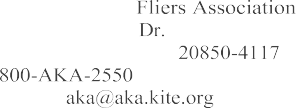 Fliers Association
Dr.
20850-4117
800-AKA-2550
aka@aka.kite.org